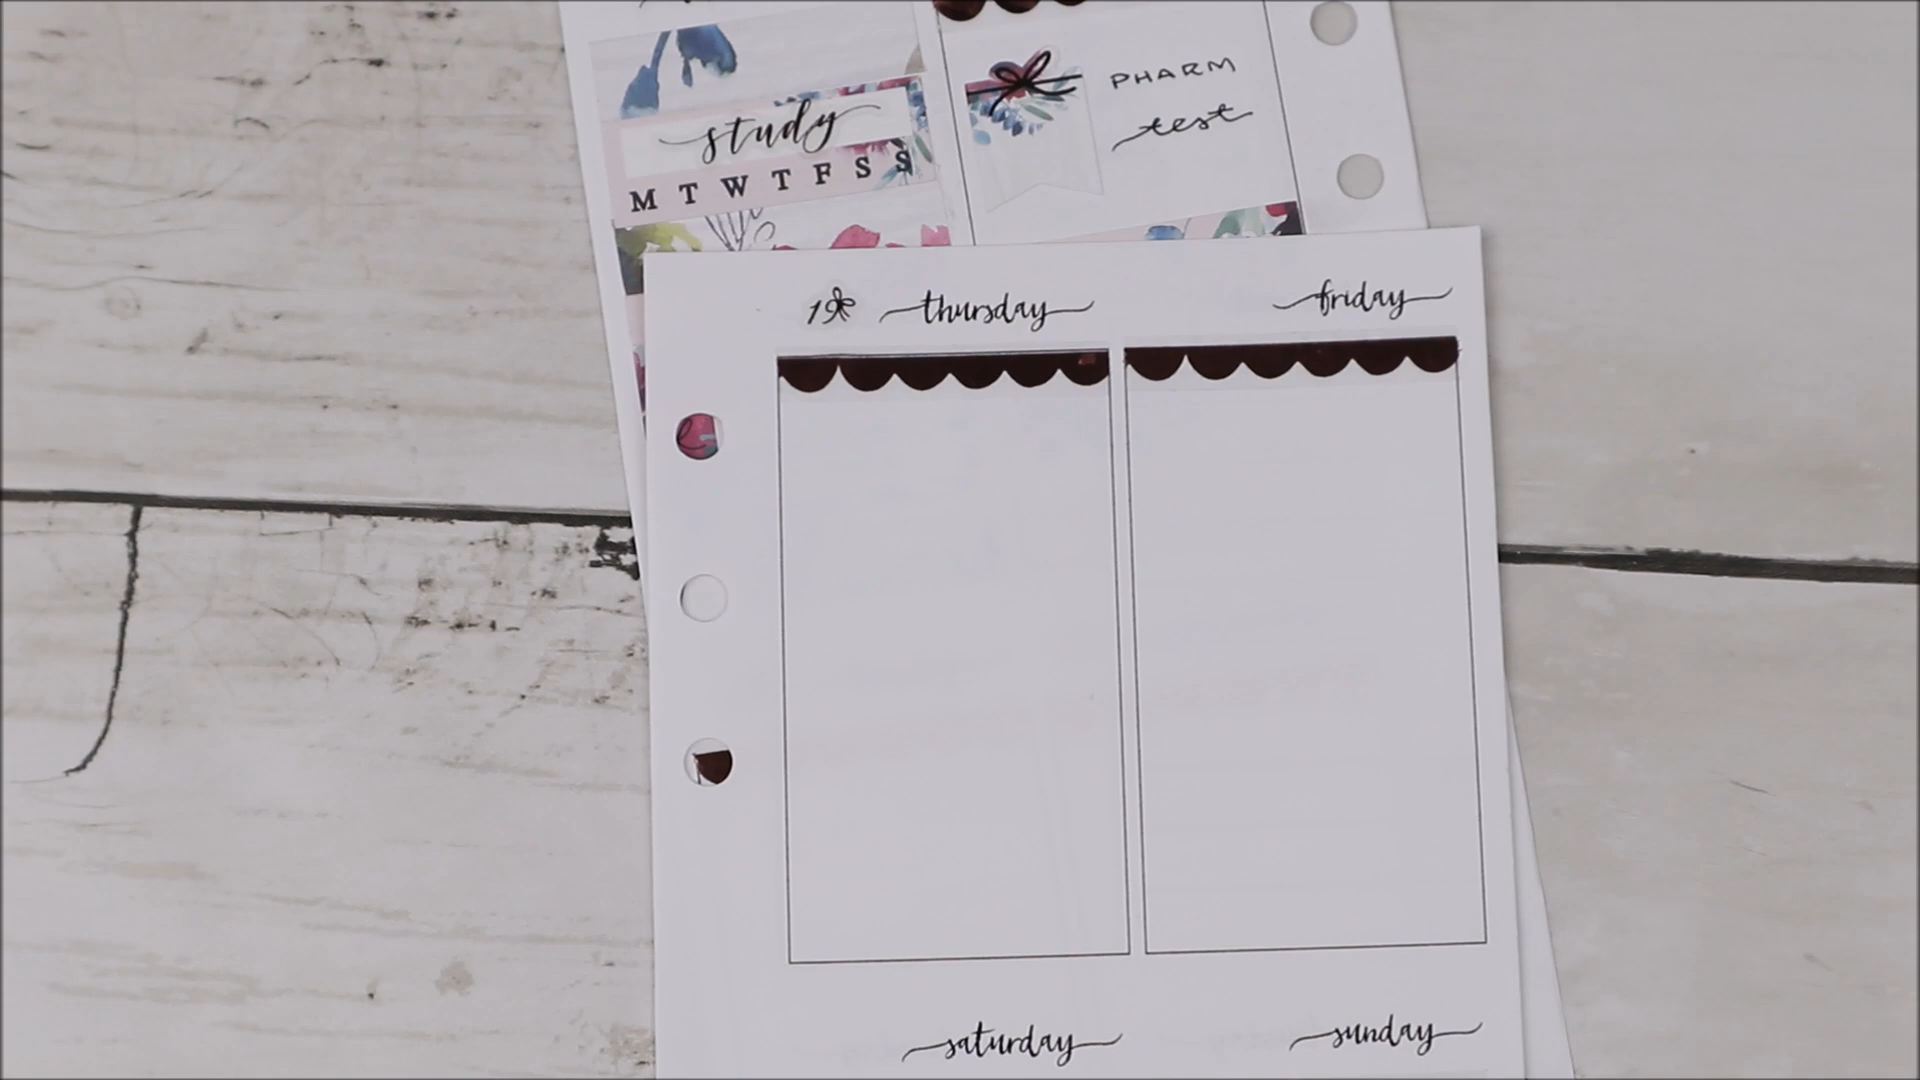 study
M T W T F S S
PHARM
test
19 thursday
friday
saturday
sunday